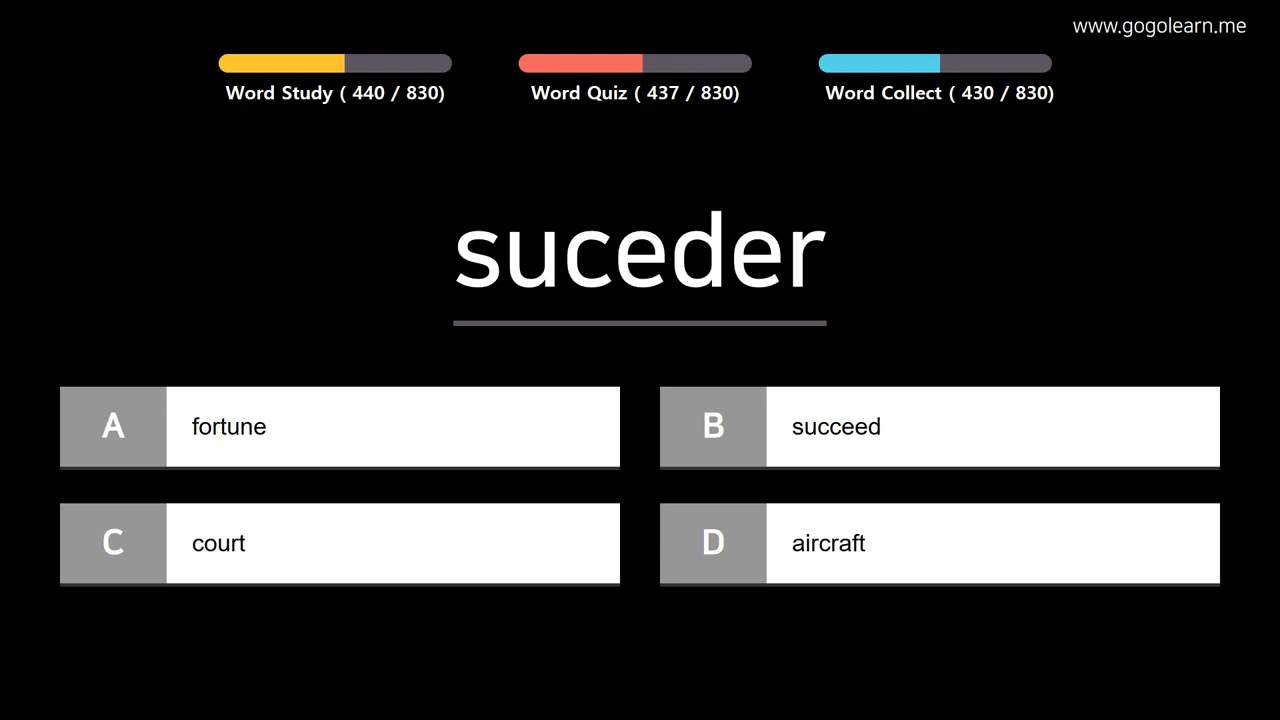 www.gogolearn.me
Word Study ( 440 / 830)
Word Quiz ( 437 / 830)
Word Collect ( 430 / 830)
suceder
A fortune
B succeed
C court
D aircraft